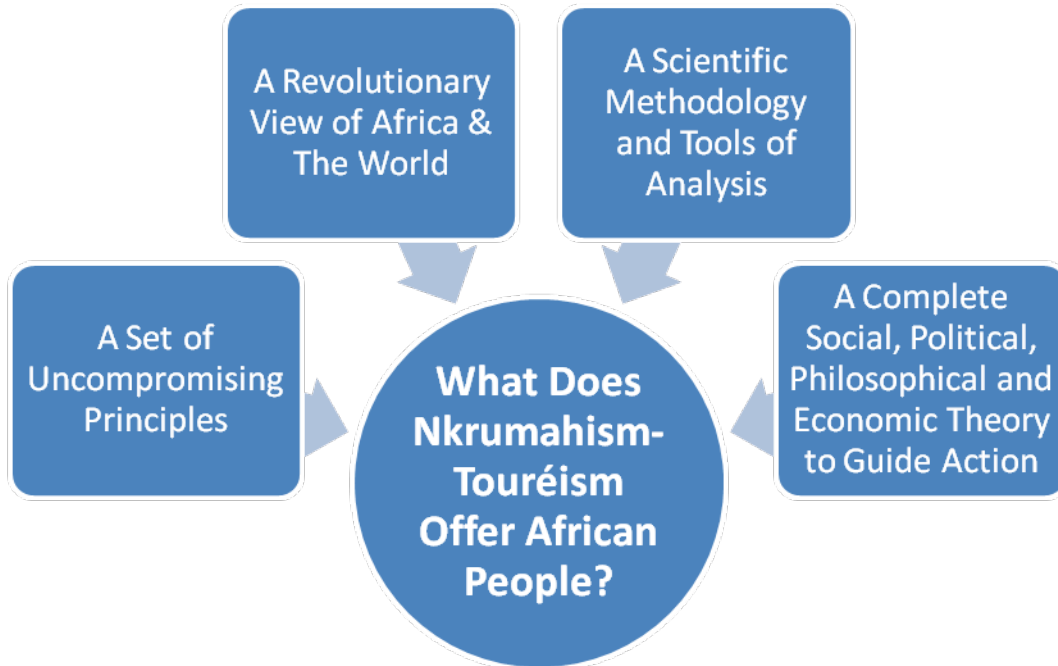 A Set of
Uncompromising
Principles
A Revolutionary
View of Africa &
The World
A Scientific
Methodology
and Tools of
Analysis
A Complete
Social, Political,
Philosophical and
Economic Theory
to Guide Action
What Does
Nkrumahism-
Touréism
Offer African
People?